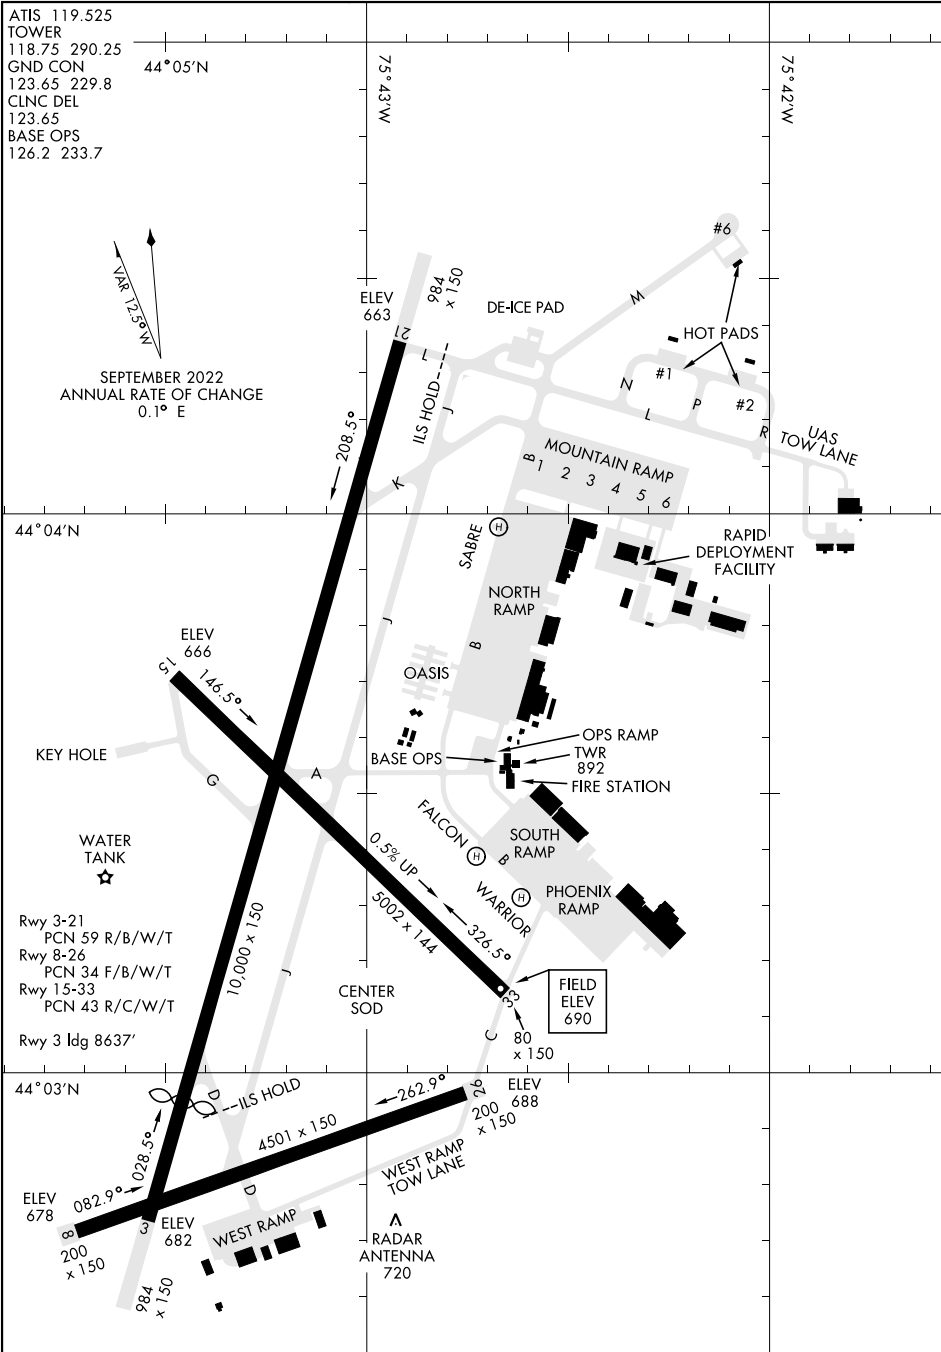 ATIS 119.525
TOWER
118.75 290.25
GND CON
123.65 229.8
CLNC DEL
123.65
BASE OPS
126.2 233.7
44°05'N
75°43'W
75°42'W
VAR 12.5° W
SEPTEMBER 2022
ANNUAL RATE OF CHANGE
0.1° E
#6
M
984
x 150
ELEV
663
21
DE-ICE PAD
HOT PADS
L
ILS HOLD
J
N
#1
P
#2
L
R
UAS
TOW LANE
208.5°
K
B
MOUNTAIN RAMP
1 2 3 4 5 6
44°04'N
SABRE
H
RAPID
DEPLOYMENT
FACILITY
NORTH
RAMP
J
B
ELEV
666
15
146.5°
OASIS
KEY HOLE
G
A
BASE OPS
OPS RAMP
TWR
892
FIRE STATION
FALCON
H
B
SOUTH
RAMP
WATER
TANK
0.5% UP
5002 x 144
WARRIOR
H
PHOENIX
RAMP
326.5°
Rwy 3-21
PCN 59 R/B/W/T
Rwy 8-26
PCN 34 F/B/W/T
Rwy 15-33
PCN 43 R/C/W/T
Rwy 3 ldg 8637'
10,000 x 150
J
CENTER
SOD
33
FIELD
ELEV
690
C
80
x 150
44°03'N
D
ILS HOLD
262.9°
26
ELEV
688
200
x 150
028.5°
4501 x 150
WEST RAMP
TOW LANE
ELEV
678
082.9°
D
8
3
ELEV
682
WEST RAMP
200
x 150
984
x 150
RADAR
ANTENNA
720